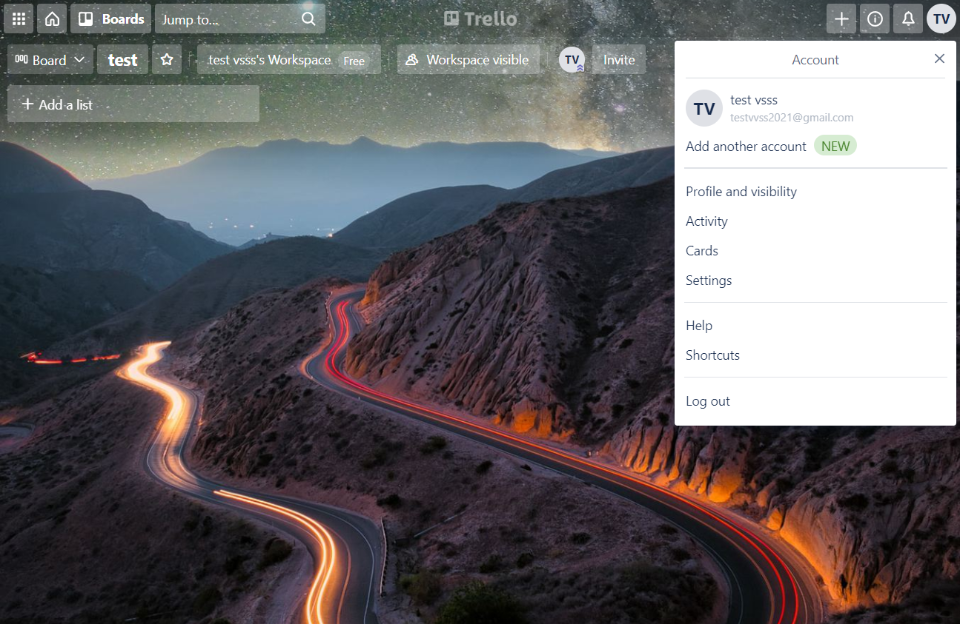 Boards Jump to... Trello TV
Board test test vsss's Workspace Free Workspace visible TV Invite
+ Add a list
Account
TV test vsss
testvvss2021@gmail.com
Add another account NEW
Profile and visibility
Activity
Cards
Settings
Help
Shortcuts
Log out